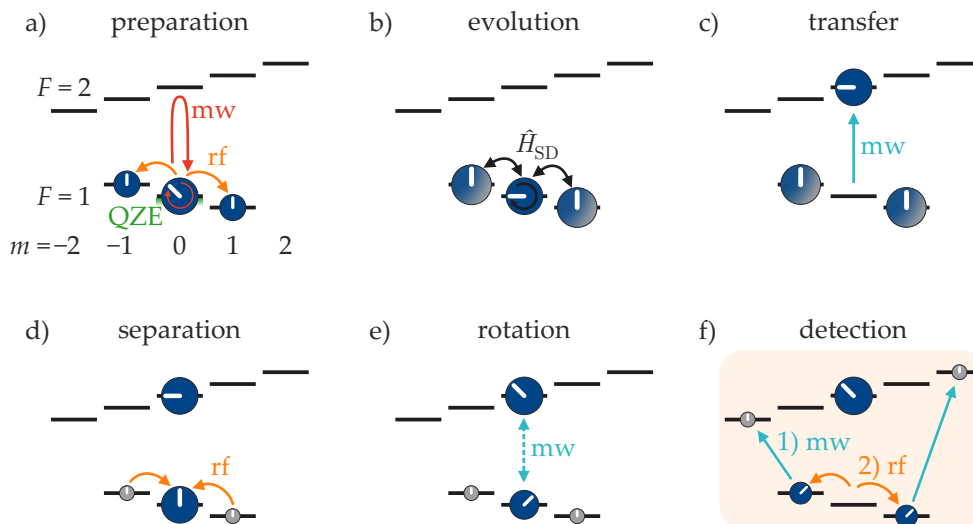 a) preparation
F = 2
mw
rf
F = 1
QZE
m = −2 −1 0 1 2
b) evolution
Ĥ_SD
c) transfer
mw
d) separation
rf
e) rotation
mw
f) detection
1) mw
2) rf